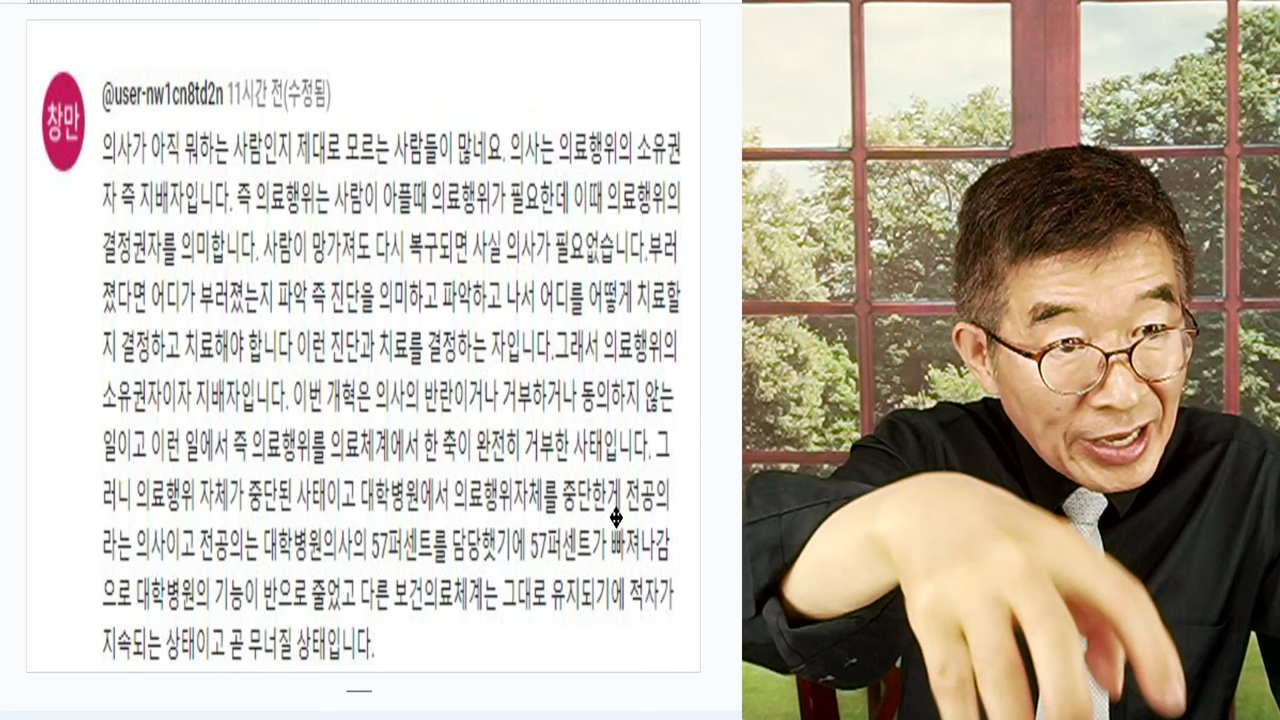 창만
@user-nw1cn8td2n 11시간 전(수정됨)
의사가 아직 뭐하는 사람인지 제대로 모르는 사람들이 많네요. 의사는 의료행위의 소유권
자 즉 지배자입니다. 즉 의료행위는 사람이 아플때 의료행위가 필요한데 이때 의료행위의
결정권자를 의미합니다. 사람이 망가져도 다시 복구되면 사실 의사가 필요없습니다.부러
졌다면 어디가 부러졌는지 파악 즉 진단을 의미하고 파악하고 나서 어디를 어떻게 치료할
지 결정하고 치료해야 합니다 이런 진단과 치료를 결정하는 자입니다.그래서 의료행위의
소유권자이자 지배자입니다. 이번 개혁은 의사의 반란이거나 거부하거나 동의하지 않는
일이고 이런 일에서 즉 의료행위를 의료체계에서 한 축이 완전히 거부한 사태입니다. 그
러니 의료행위 자체가 중단된 사태이고 대학병원에서 의료행위자체를 중단한게 전공의
라는 의사이고 전공의는 대학병원의사의 57퍼센트를 담당햇기에 57퍼센트가 빠져나감
으로 대학병원의 기능이 반으로 줄었고 다른 보건의료체계는 그대로 유지되기에 적자가
지속되는 상태이고 곧 무너질 상태입니다.